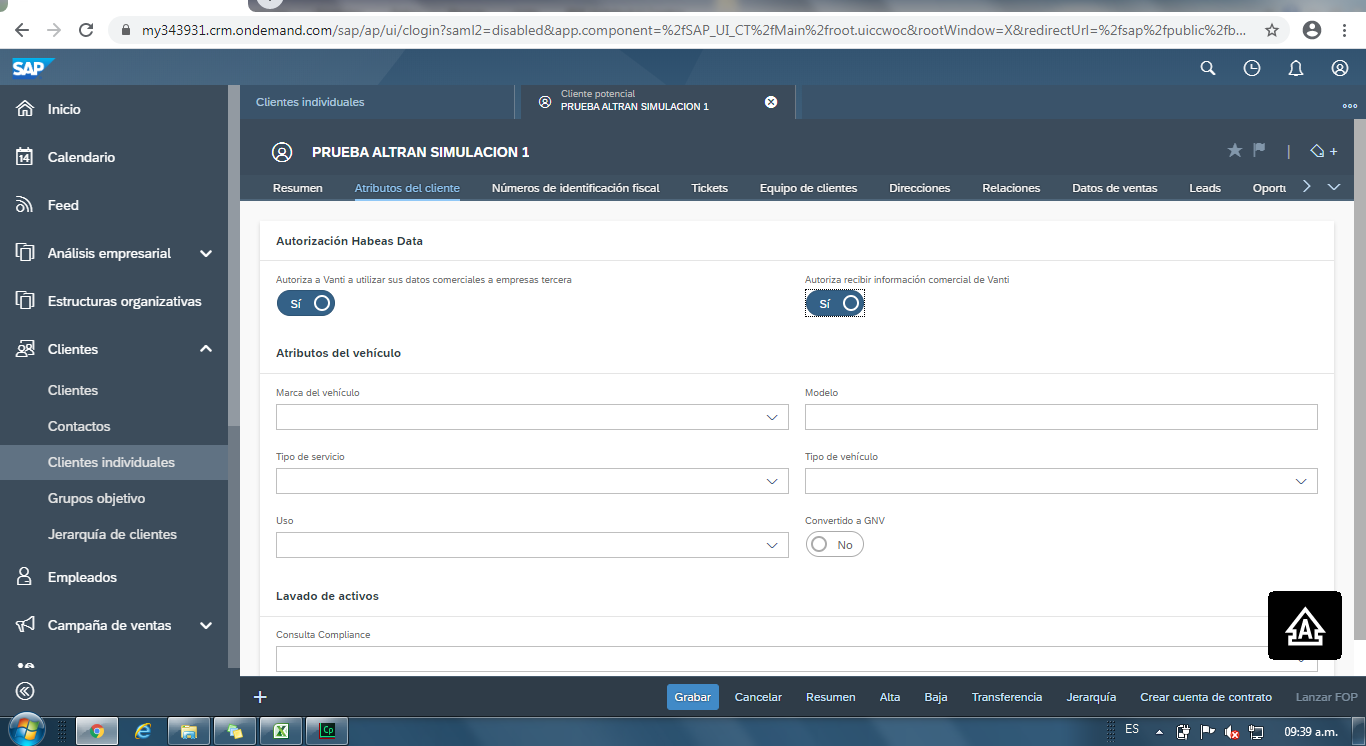 my343931.crm.ondemand.com/sap/ap/ui/clogin?saml2=disabled&app.component=%2fSAP_UI_CT%2fMain%2froot.uiccwoc&rootWindow=X&redirectUrl=%2fsap%2fpublic%2fb...
SAP
Inicio
14 Calendario
Feed
Análisis empresarial
Estructuras organizativas
Clientes
Clientes
Contactos
Clientes individuales
Grupos objetivo
Jerarquía de clientes
Empleados
Campaña de ventas
Clientes individuales
Cliente potencial
PRUEBA ALTRAN SIMULACION 1
PRUEBA ALTRAN SIMULACION 1
Resumen Atributos del cliente Números de identificación fiscal Tickets Equipo de clientes Direcciones Relaciones Datos de ventas Leads Oportu
Autorización Habeas Data
Autoriza a Vanti a utilizar sus datos comerciales a empresas tercera
Sí
Autoriza recibir información comercial de Vanti
Sí
Atributos del vehículo
Marca del vehículo
Modelo
Tipo de servicio
Tipo de vehículo
Uso
Convertido a GNV
No
Lavado de activos
Consulta Compliance
A
Grabar Cancelar Resumen Alta Baja Transferencia Jerarquía Crear cuenta de contrato Lanzar FOP
Cp
ES
09:39 a.m.